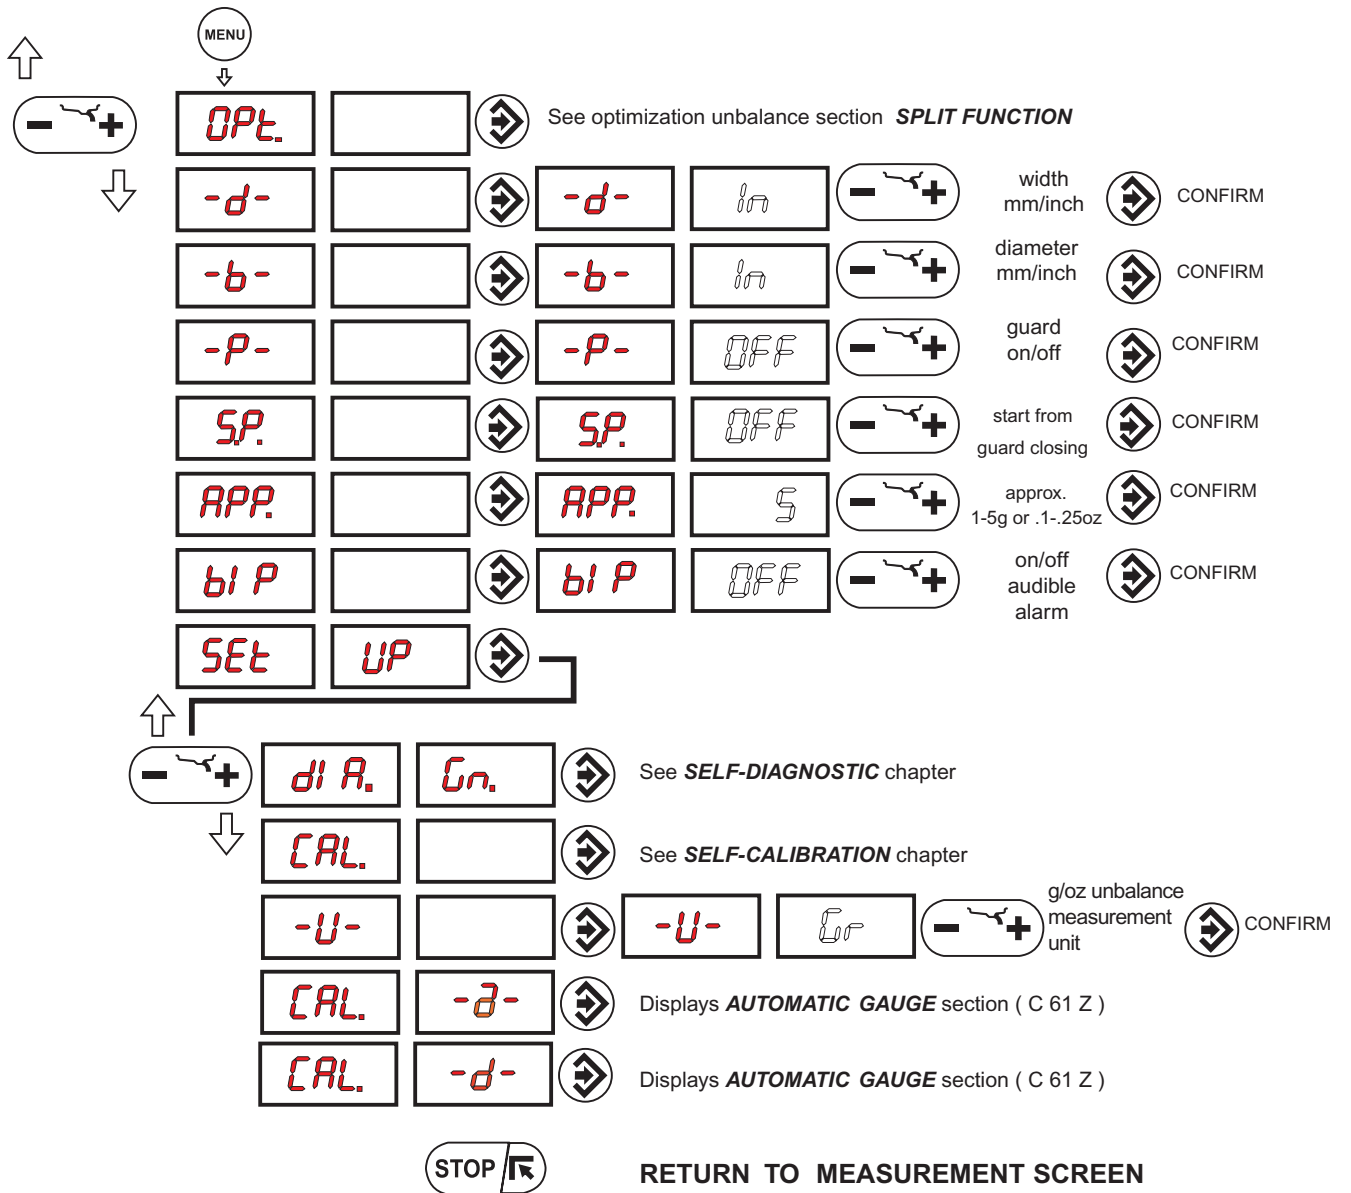 MENU
OPt. See optimization unbalance section SPLIT FUNCTION
-d- -d- In width mm/inch CONFIRM
-b- -b- In diameter mm/inch CONFIRM
-P- -P- OFF guard on/off CONFIRM
S.P. S.P. OFF start from guard closing CONFIRM
APP. APP. 5 approx. 1-5g or .1-.25oz CONFIRM
bI P bI P OFF on/off audible alarm CONFIRM
SEt UP
dI A. Gn. See SELF-DIAGNOSTIC chapter
CAL. See SELF-CALIBRATION chapter
-U- -U- Gr g/oz unbalance measurement unit CONFIRM
CAL. -a- Displays AUTOMATIC GAUGE section ( C 61 Z )
CAL. -d- Displays AUTOMATIC GAUGE section ( C 61 Z )
STOP RETURN TO MEASUREMENT SCREEN